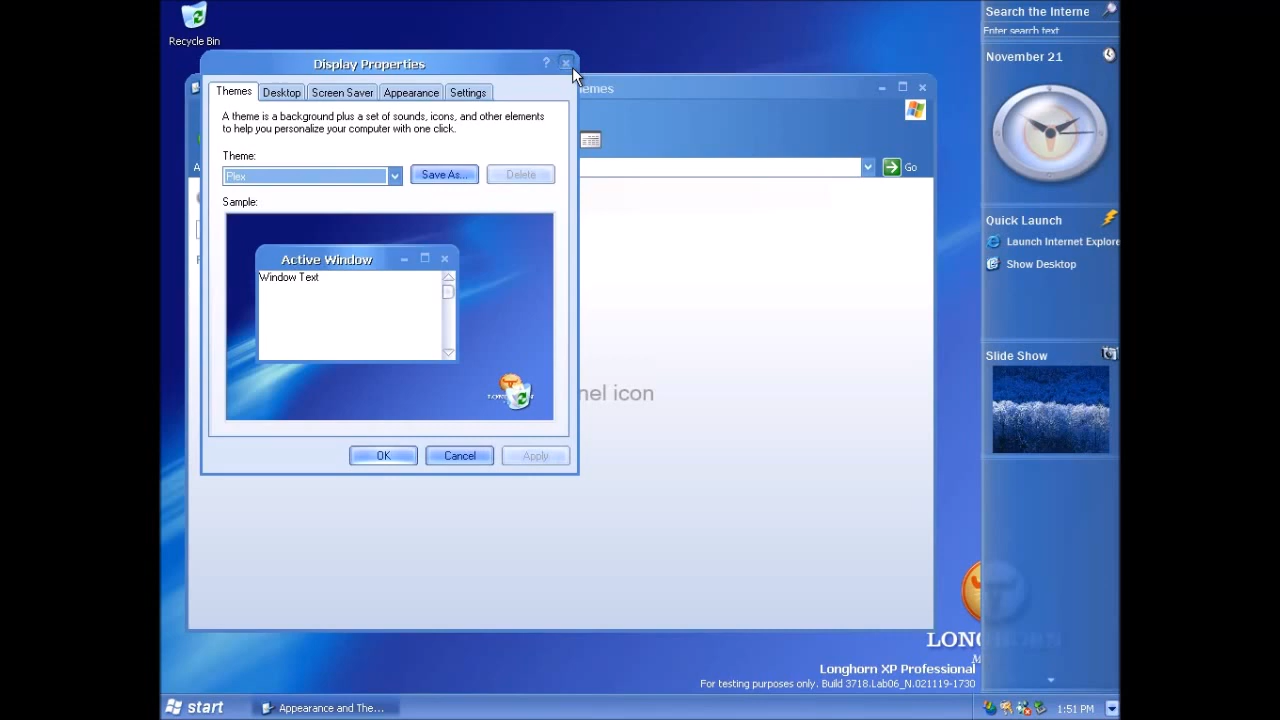 Recycle Bin
Display Properties
Themes
Desktop
Screen Saver
Appearance
Settings
A theme is a background plus a set of sounds, icons, and other elements
to help you personalize your computer with one click.
Theme:
Plex
Save As...
Delete
Sample:
Active Window
Window Text
OK
Cancel
Apply
emes
Go
nel icon
Search the Interne
Enter search text
November 21
Quick Launch
Launch Internet Explore
Show Desktop
Slide Show
LONGHORN
Longhorn XP Professional
For testing purposes only. Build 3718.Lab06_N.021119-1730
start
Appearance and The...
1:51 PM